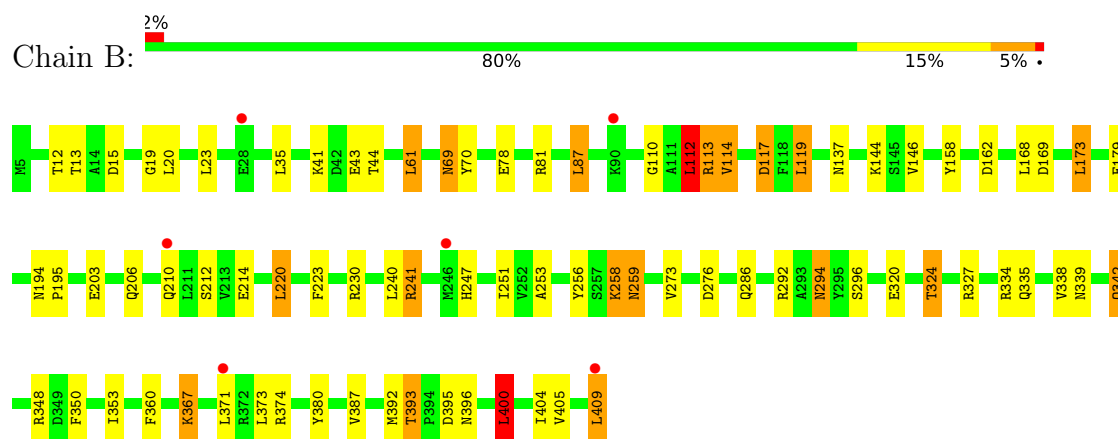 2%
Chain B:
80% 15% 5% •
M5 T12 T13 A14 D15 G19 L20 L23 E28 L35 K41 D42 E43 T44 L61 N69 Y70 E78 R81 L87 K90 G110 A111 L112 R113 V114 D117 F118 L119 N137 K144 S145 V146 Y158 D162 L168 D169 L173
N194 P195 E203 Q206 Q210 L211 S212 V213 E214 L220 F223 R230 L240 R241 M246 H247 I251 V252 A253 Y256 S257 K258 N259 V273 D276 Q286 R292 A293 N294 Y295 S296 E320 T324 R327 R334 Q335 V338 N339
R348 D349 F350 I353 F360 K367 L371 R372 L373 R374 Y380 V387 M392 T393 P394 D395 N396 L400 I404 V405 L409